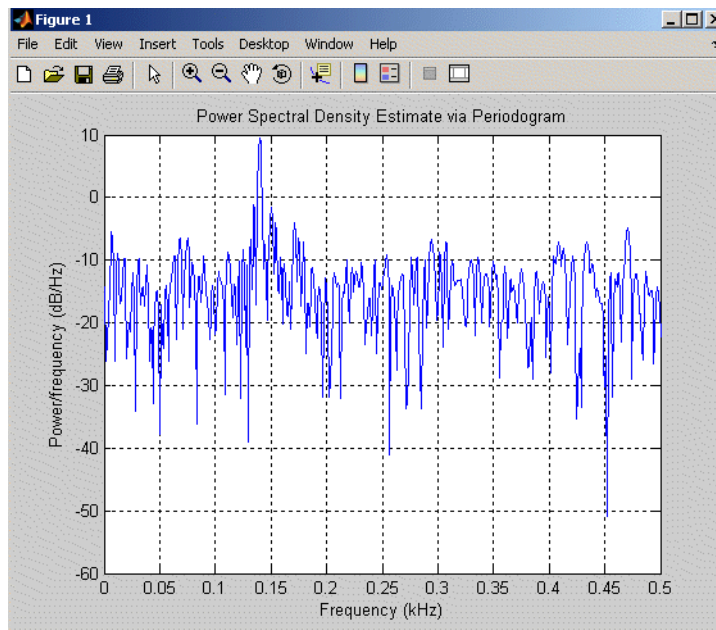 Figure 1
File Edit View Insert Tools Desktop Window Help
Power Spectral Density Estimate via Periodogram
10
0
-10
-20
-30
-40
-50
-60
Power/frequency (dB/Hz)
0 0.05 0.1 0.15 0.2 0.25 0.3 0.35 0.4 0.45 0.5
Frequency (kHz)